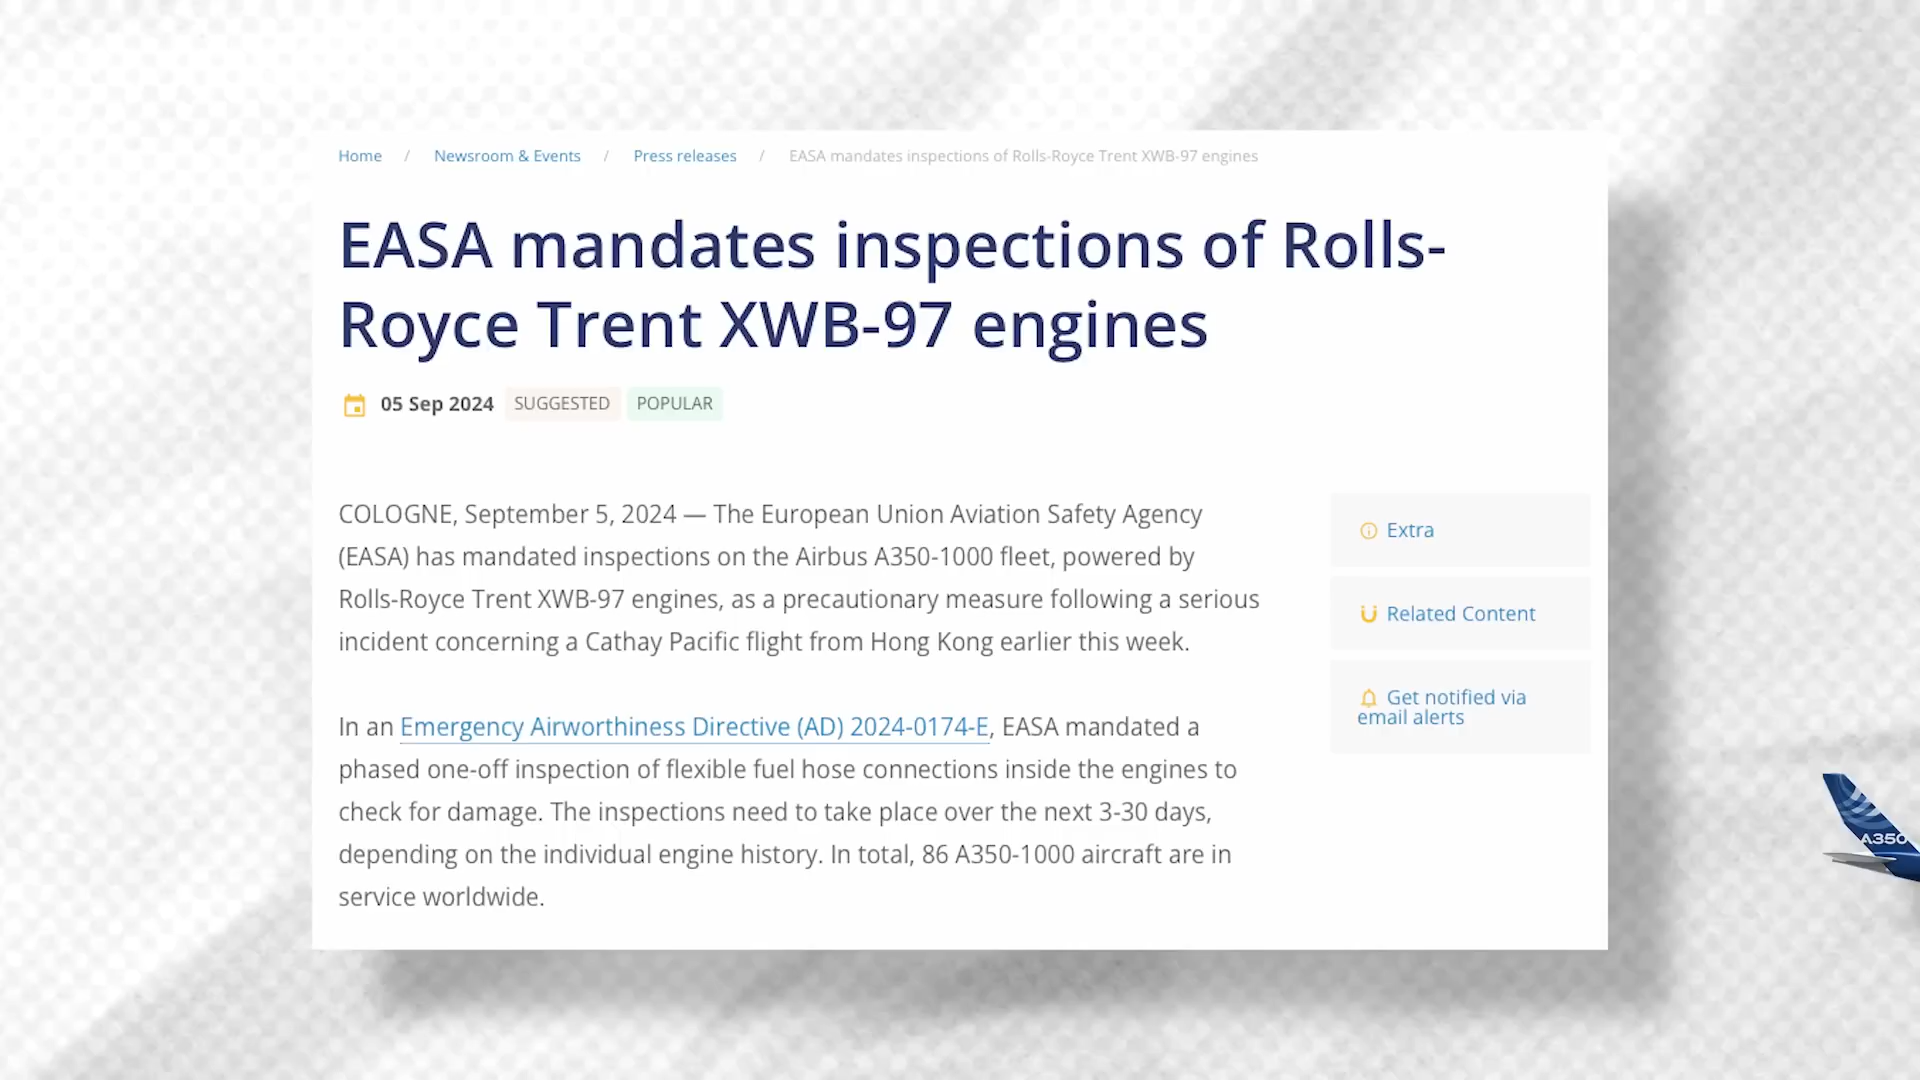 Home / Newsroom & Events / Press releases / EASA mandates inspections of Rolls-Royce Trent XWB-97 engines
EASA mandates inspections of Rolls-
Royce Trent XWB-97 engines
05 Sep 2024 SUGGESTED POPULAR
COLOGNE, September 5, 2024 — The European Union Aviation Safety Agency
(EASA) has mandated inspections on the Airbus A350-1000 fleet, powered by
Rolls-Royce Trent XWB-97 engines, as a precautionary measure following a serious
incident concerning a Cathay Pacific flight from Hong Kong earlier this week.
In an Emergency Airworthiness Directive (AD) 2024-0174-E, EASA mandated a
phased one-off inspection of flexible fuel hose connections inside the engines to
check for damage. The inspections need to take place over the next 3-30 days,
depending on the individual engine history. In total, 86 A350-1000 aircraft are in
service worldwide.
Extra
Related Content
Get notified via
email alerts
A350